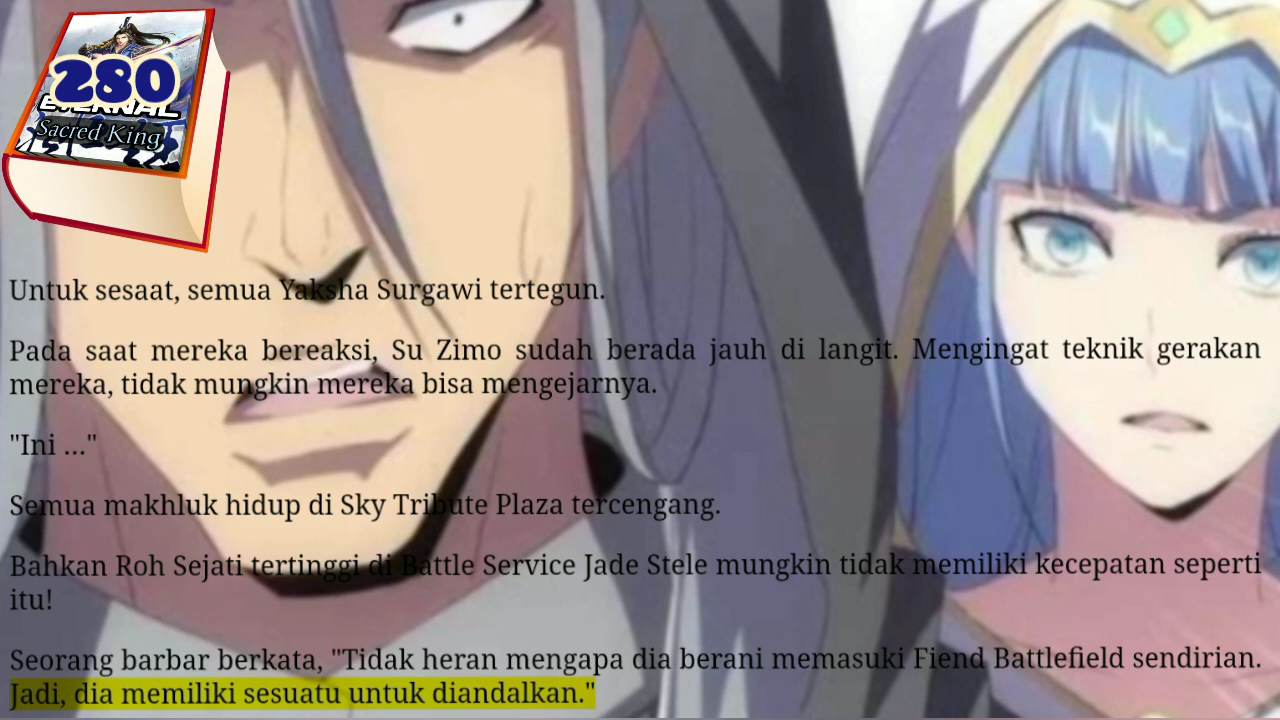 280
ETERNAL
Sacred King
Untuk sesaat, semua Yaksha Surgawi tertegun.
Pada saat mereka bereaksi, Su Zimo sudah berada jauh di langit. Mengingat teknik gerakan
mereka, tidak mungkin mereka bisa mengejarnya.
"Ini ..."
Semua makhluk hidup di Sky Tribute Plaza tercengang.
Bahkan Roh Sejati tertinggi di Battle Service Jade Stele mungkin tidak memiliki kecepatan seperti
itu!
Seorang barbar berkata, "Tidak heran mengapa dia berani memasuki Fiend Battlefield sendirian.
Jadi, dia memiliki sesuatu untuk diandalkan."